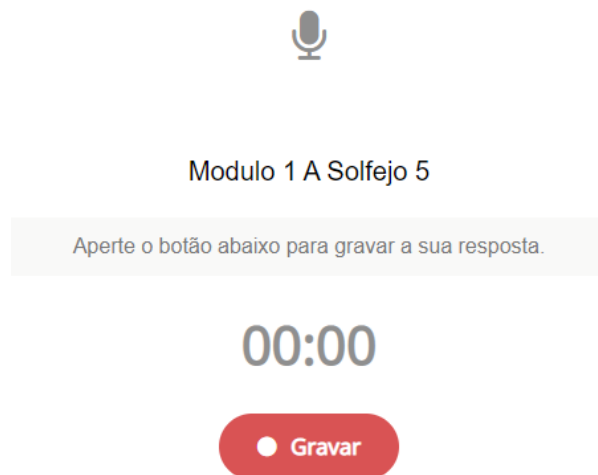 Modulo 1 A Solfejo 5
Aperte o botão abaixo para gravar a sua resposta.
00:00
Gravar